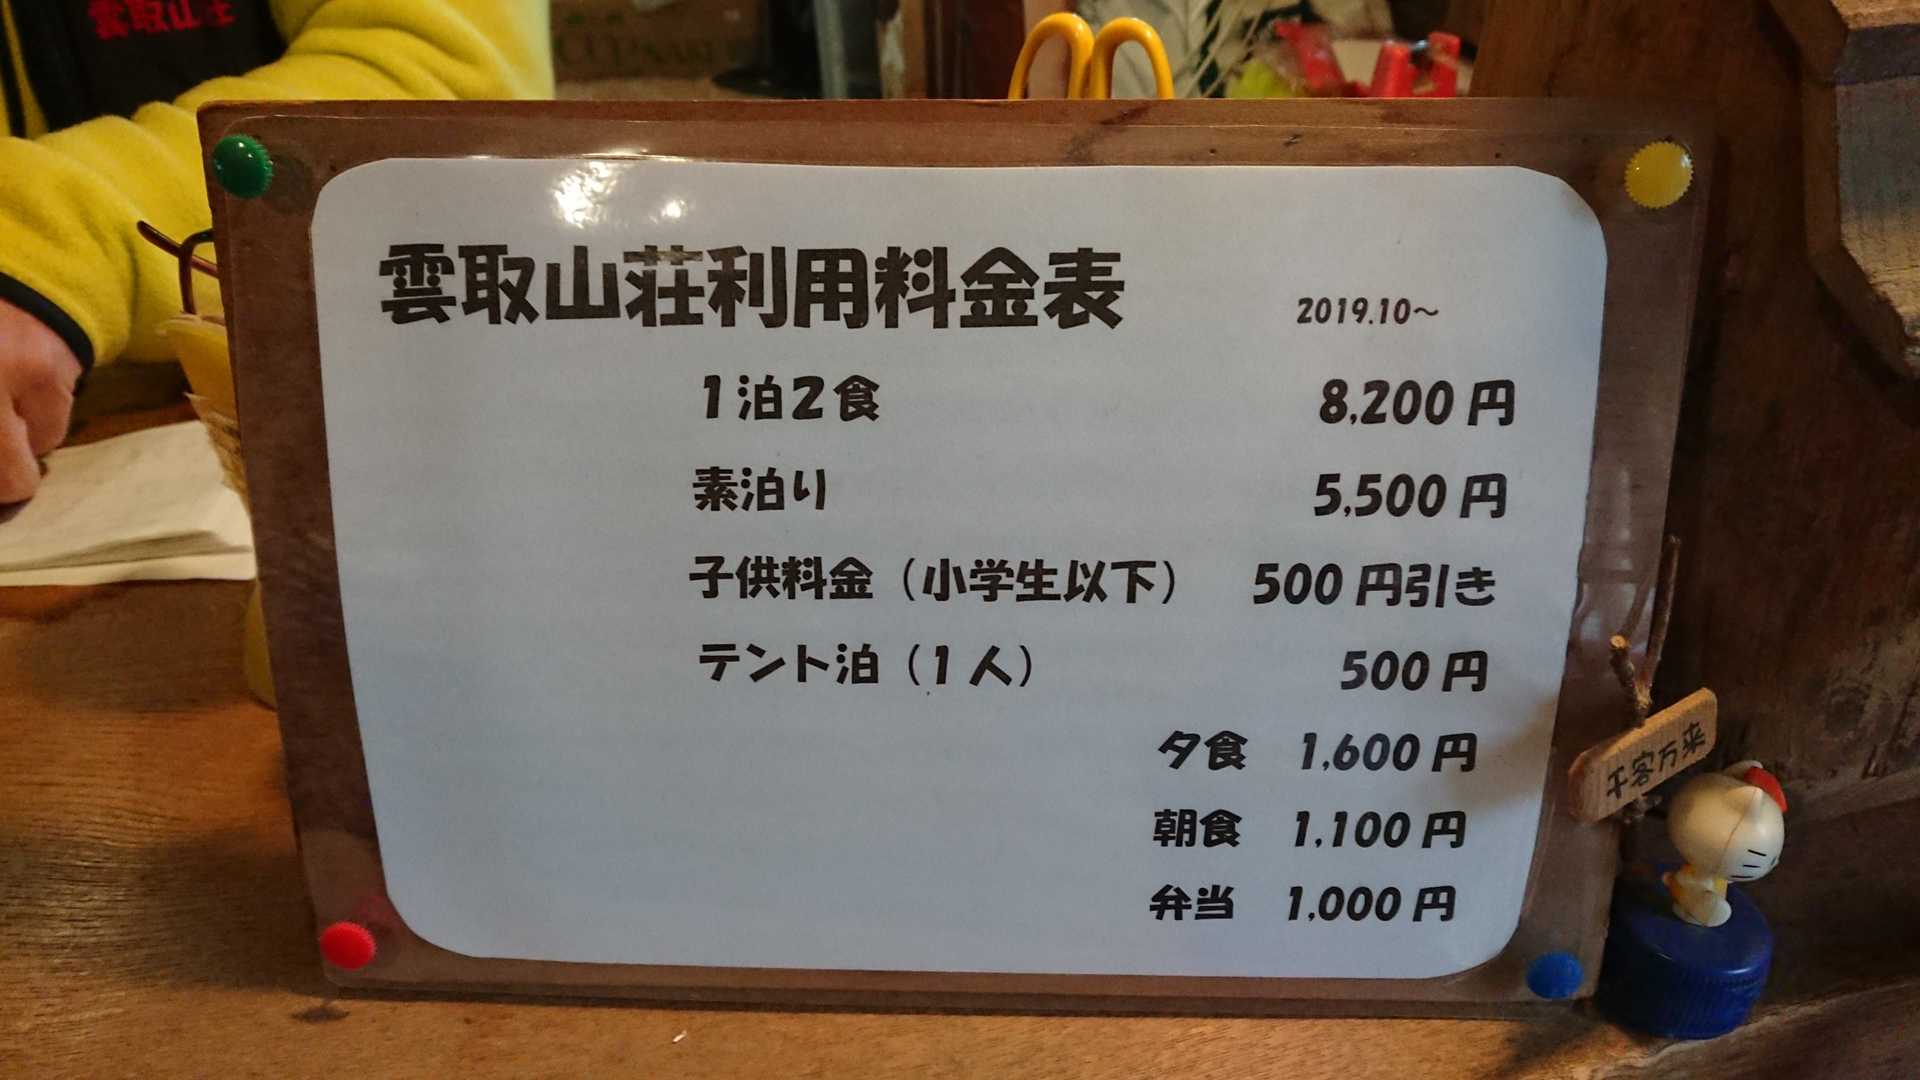 雲取山荘
雲取山荘利用料金表 2019.10～
1泊2食 8,200円
素泊り 5,500円
子供料金（小学生以下） 500円引き
テント泊（1人） 500円
夕食 1,600円
朝食 1,100円
弁当 1,000円
千客万来